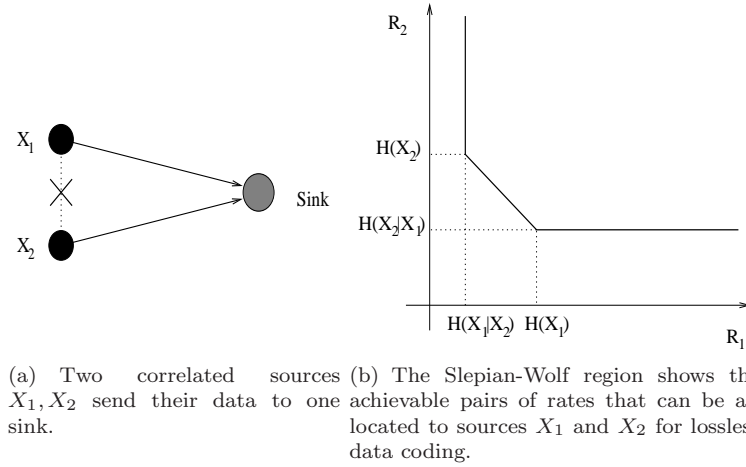 X1
X2
Sink
R2
H(X2)
H(X2|X1)
H(X1|X2)
H(X1)
R1
(a) Two correlated sources
X1, X2 send their data to one
sink.
(b) The Slepian-Wolf region shows th
achievable pairs of rates that can be a
located to sources X1 and X2 for lossles
data coding.